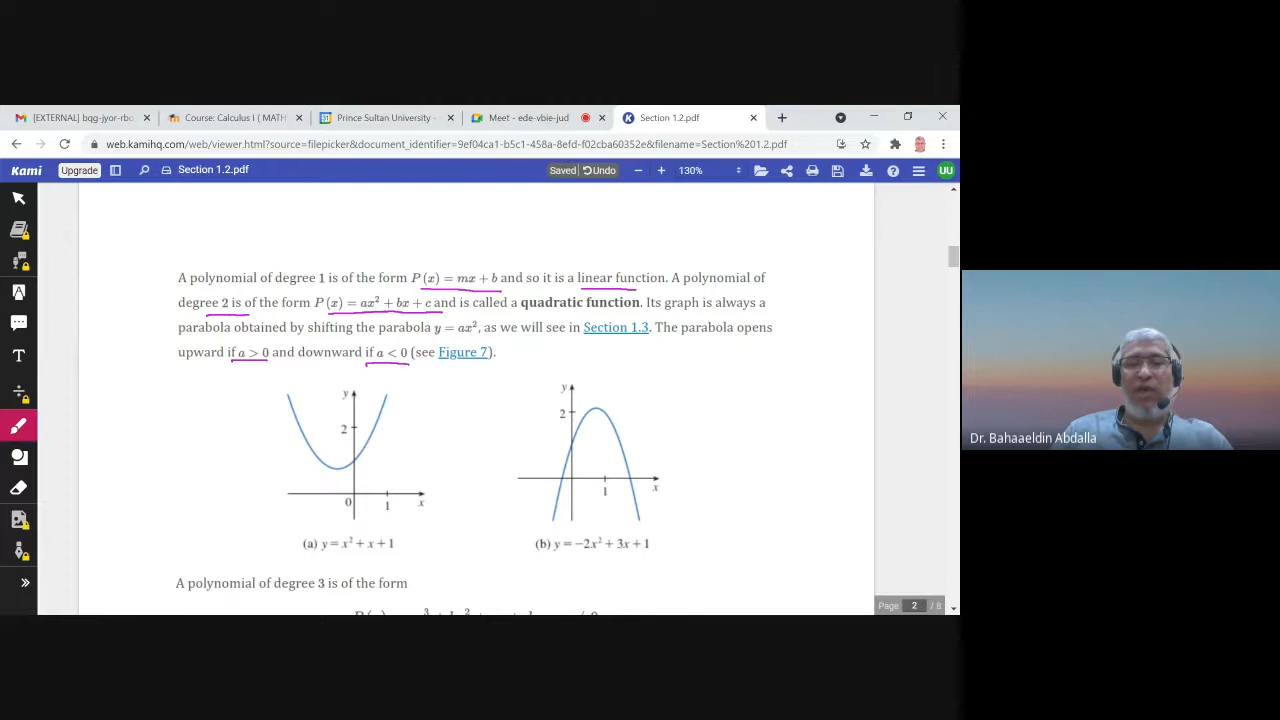 [EXTERNAL] bqg-jyor-rbo
Course: Calculus I ( MATH
Prince Sultan University -
Meet - ede-vbie-jud
Section 1.2.pdf
web.kamihq.com/web/viewer.html?source=filepicker&document_identifier=9ef04ca1-b5c1-458a-8efd-f02cba60352e&filename=Section%201.2.pdf
Kami
Upgrade
Section 1.2.pdf
Saved
Undo
130%
UU
A polynomial of degree 1 is of the form P(x) = mx + b and so it is a linear function. A polynomial of
degree 2 is of the form P(x) = ax² + bx + c and is called a quadratic function. Its graph is always a
parabola obtained by shifting the parabola y = ax², as we will see in Section 1.3. The parabola opens
upward if a > 0 and downward if a < 0 (see Figure 7).
y
2
0
1
x
(a) y = x² + x + 1
y
2
1
x
(b) y = −2x² + 3x + 1
A polynomial of degree 3 is of the form
Page 2 / 8
Dr. Bahaaeldin Abdalla